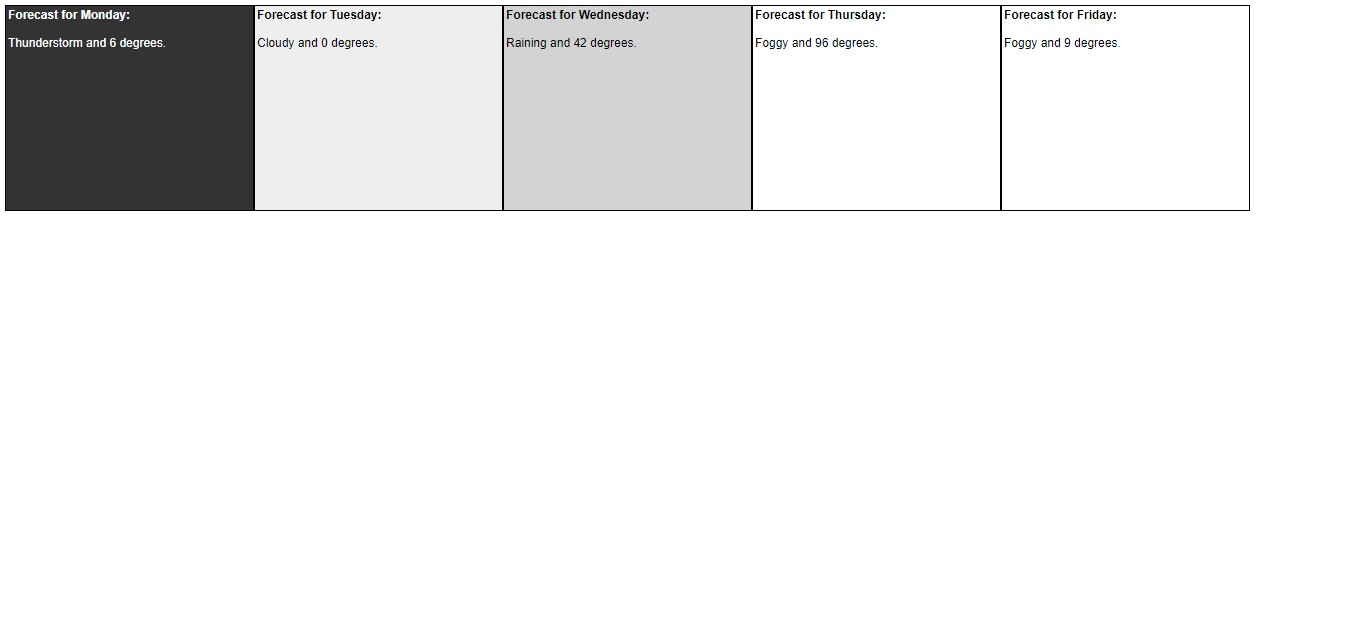 Forecast for Monday:
Thunderstorm and 6 degrees.
Forecast for Tuesday:
Cloudy and 0 degrees.
Forecast for Wednesday:
Raining and 42 degrees.
Forecast for Thursday:
Foggy and 96 degrees.
Forecast for Friday:
Foggy and 9 degrees.